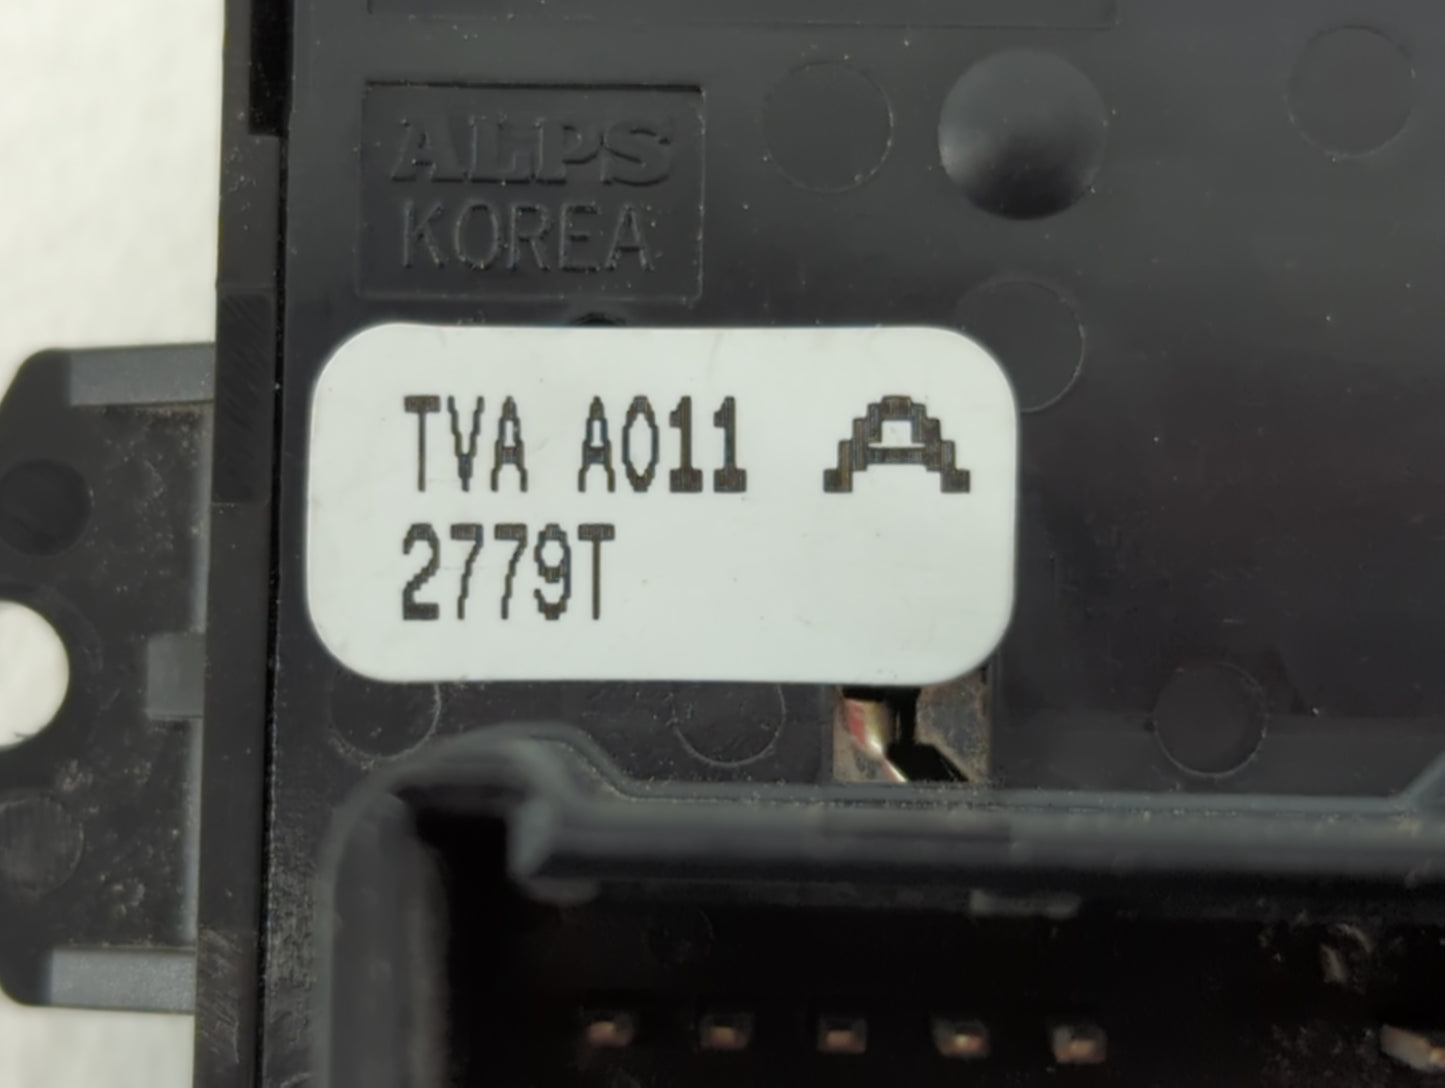 ALPS
KOREA
TVA A011 A
2779T